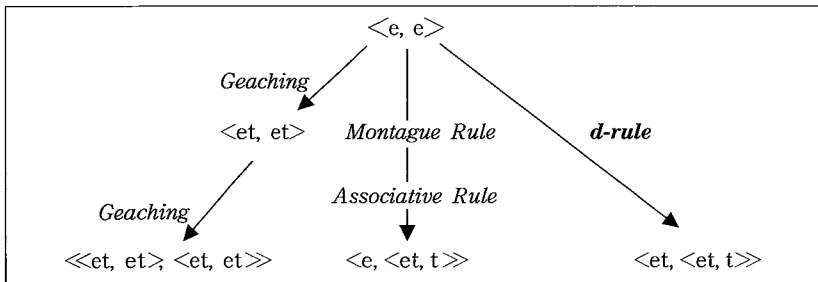 <e, e>
Geaching
<et, et> Montague Rule d-rule
Geaching Associative Rule
<<et, et>, <et, et>> <e, <et, t>> <et, <et, t>>